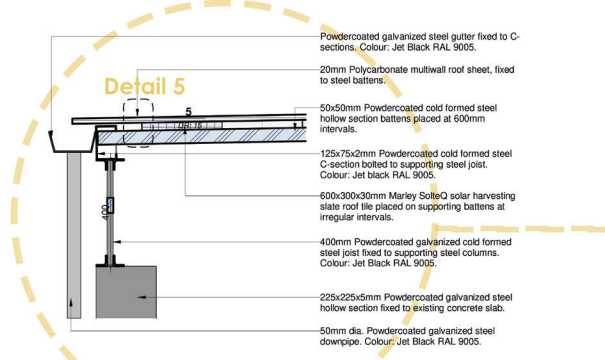 Powdercoated galvanized steel gutter fixed to C-
sections. Colour: Jet Black RAL 9005.
20mm Polycarbonate multiwall roof sheet, fixed
to steel battens.
Detail 5
5
50x50mm Powdercoated cold formed steel
hollow section battens placed at 600mm
intervals.
125x75x2mm Powdercoated cold formed steel
C-section bolted to supporting steel joist.
Colour: Jet black RAL 9005.
600x300x30mm Marley SolteQ solar harvesting
slate roof tile placed on supporting battens at
irregular intervals.
400
400mm Powdercoated galvanized cold formed
steel joist fixed to supporting steel columns.
Colour: Jet Black RAL 9005.
225x225x5mm Powdercoated galvanized steel
hollow section fixed to existing concrete slab.
50mm dia. Powdercoated galvanized steel
downpipe. Colour: Jet Black RAL 9005.